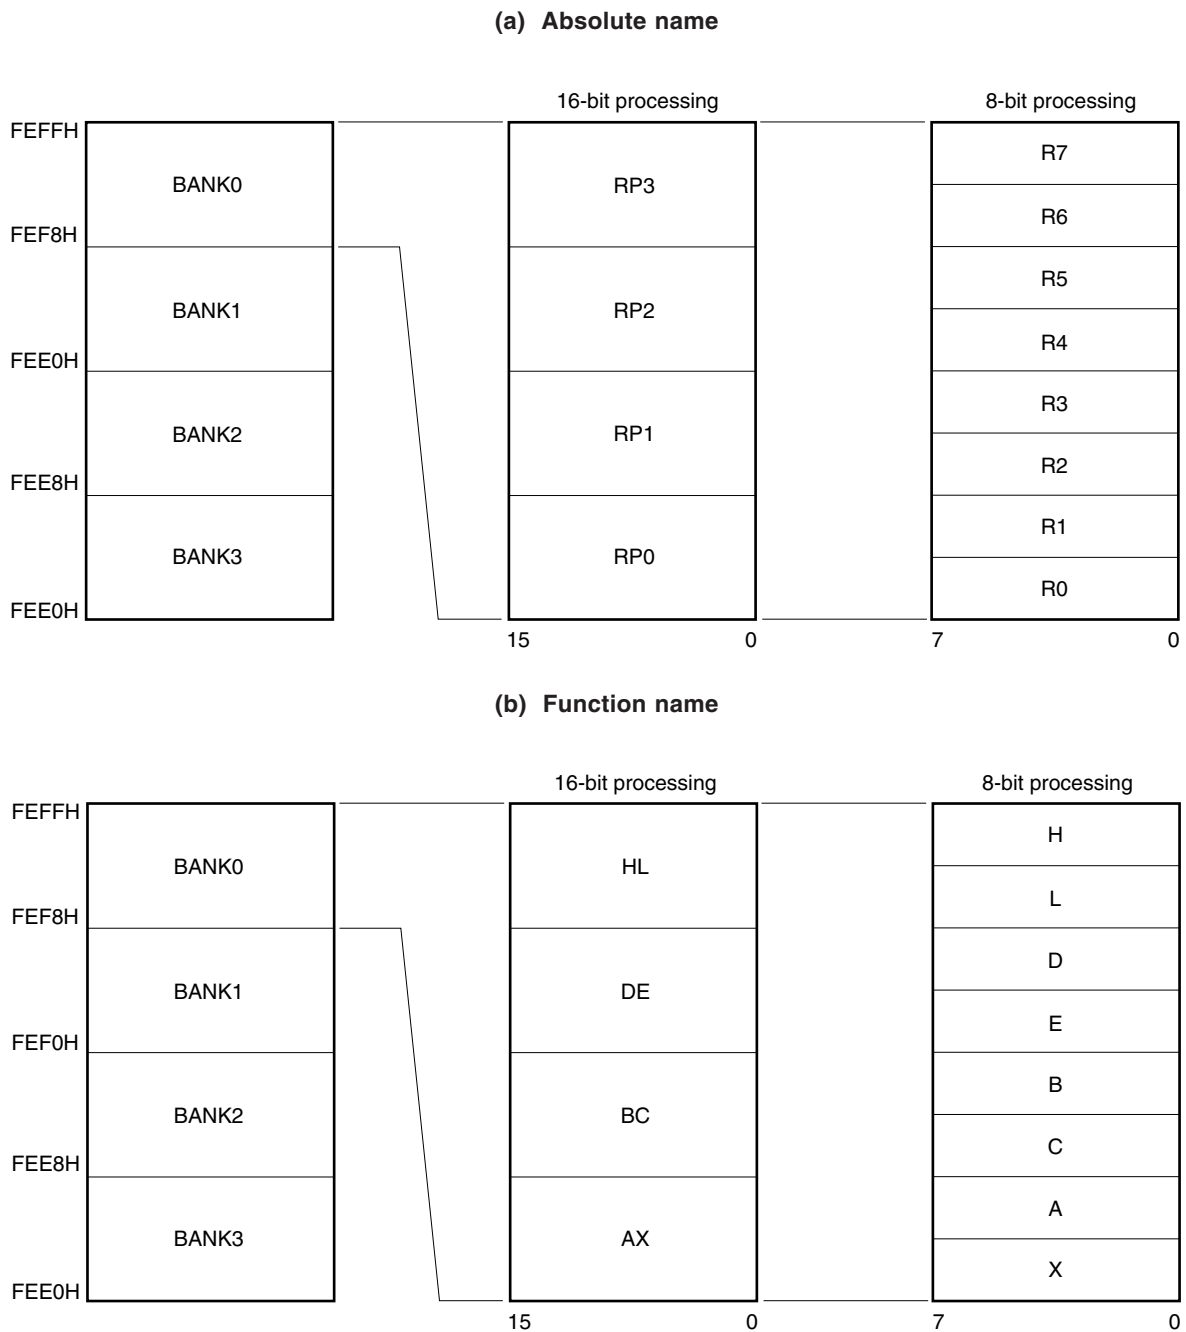 (a) Absolute name
16-bit processing
8-bit processing
FEFFH
BANK0
RP3
R7
R6
FEF8H
BANK1
RP2
R5
R4
FEE0H
BANK2
RP1
R3
R2
FEE8H
BANK3
RP0
R1
R0
FEE0H
15
0
7
0
(b) Function name
16-bit processing
8-bit processing
FEFFH
BANK0
HL
H
L
FEF8H
BANK1
DE
D
E
FEF0H
BANK2
BC
B
C
FEE8H
BANK3
AX
A
X
FEE0H
15
0
7
0